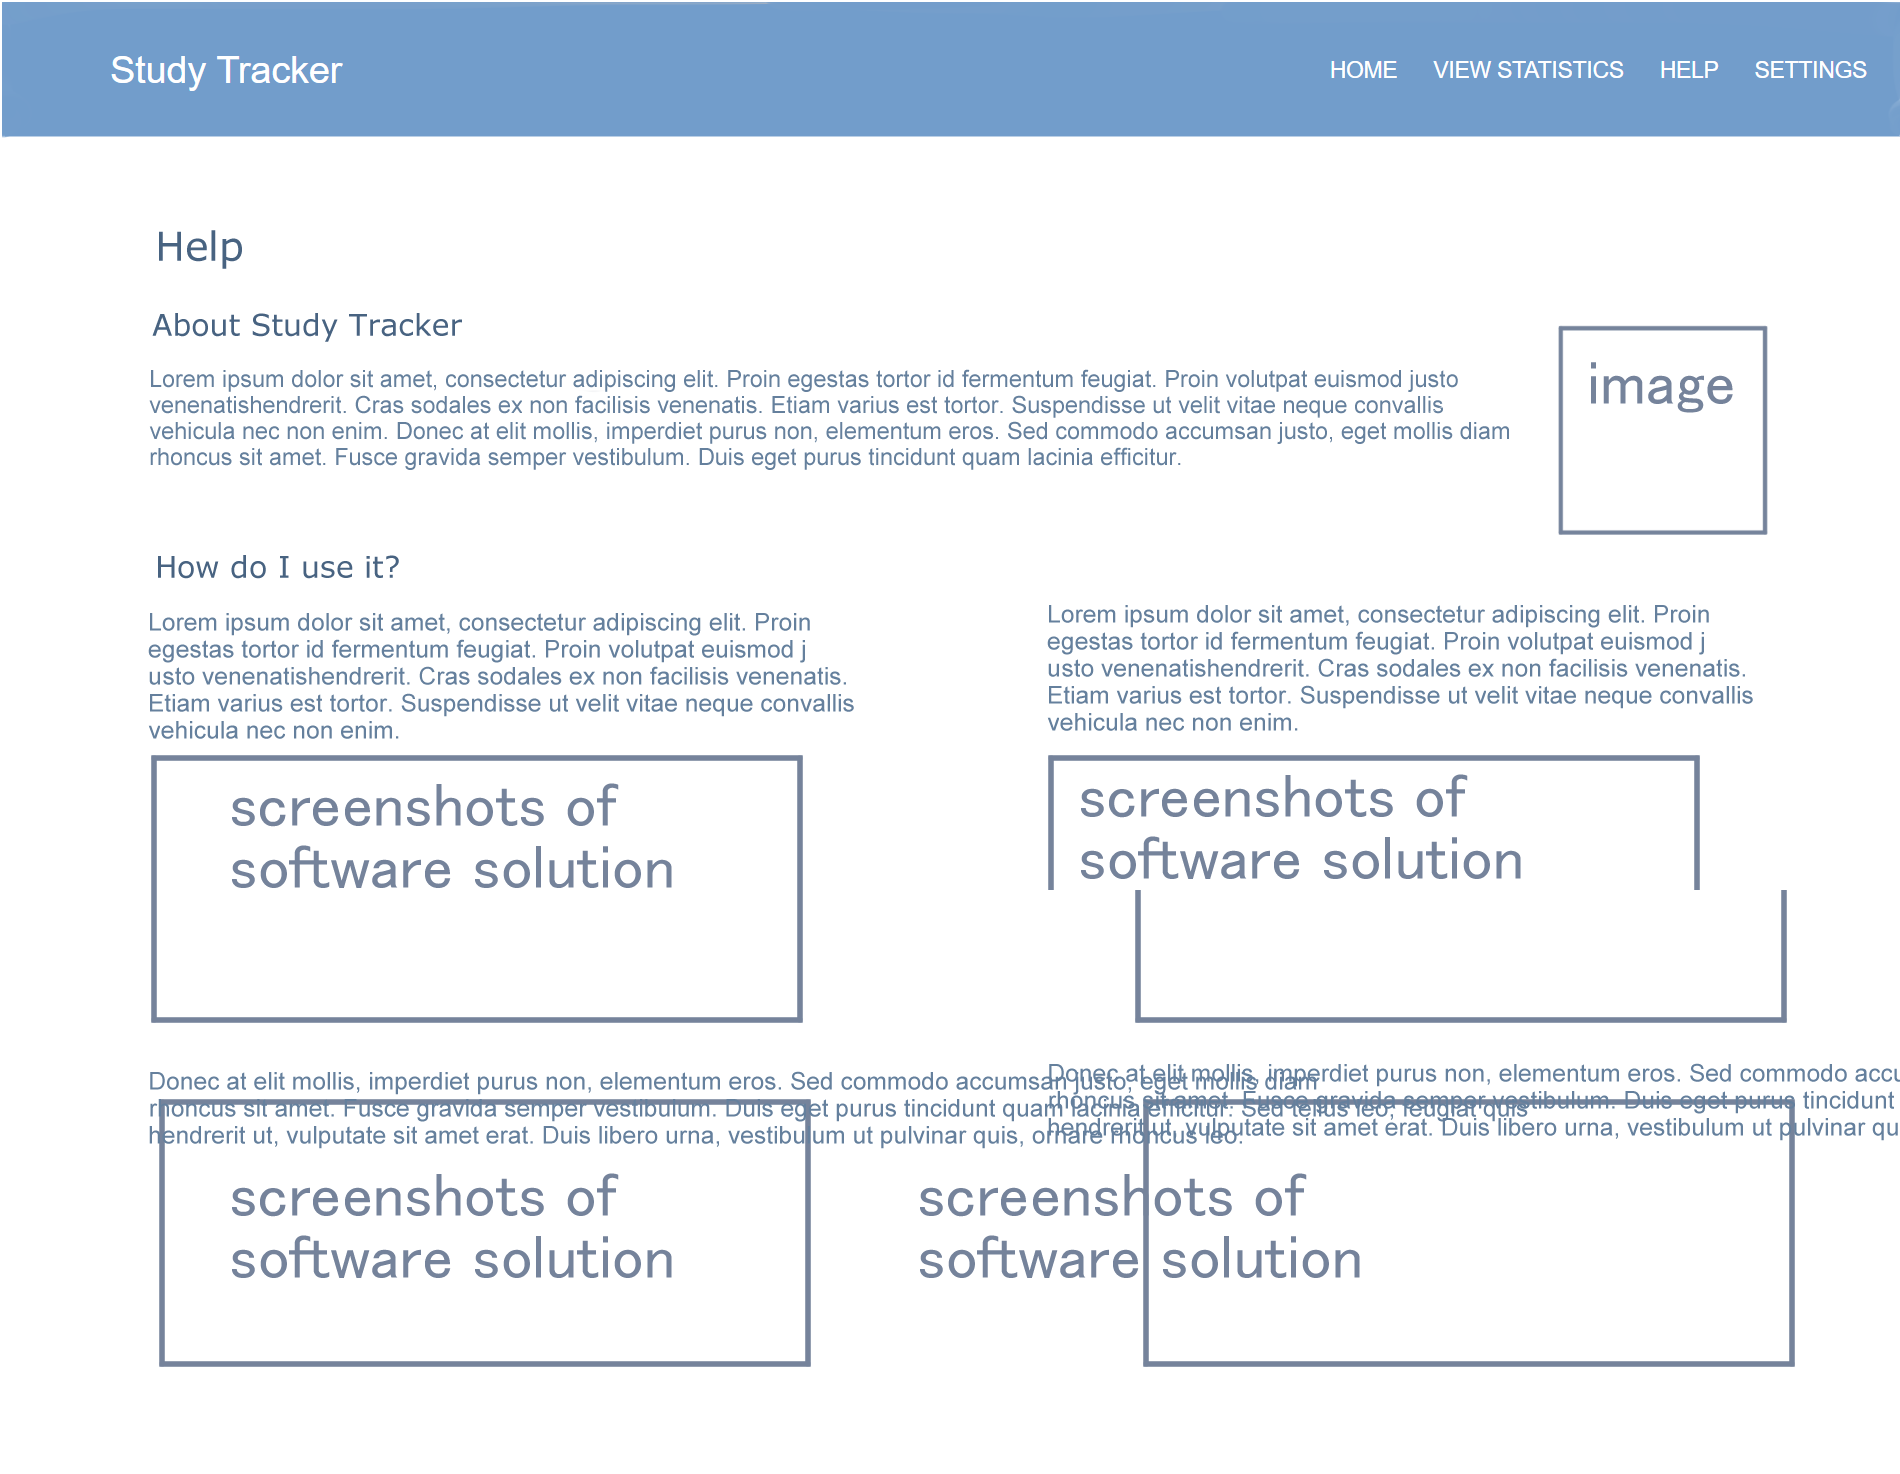 Study Tracker
HOME VIEW STATISTICS HELP SETTINGS
Help
About Study Tracker
Lorem ipsum dolor sit amet, consectetur adipiscing elit. Proin egestas tortor id fermentum feugiat. Proin volutpat euismod justo
venenatishendrerit. Cras sodales ex non facilisis venenatis. Etiam varius est tortor. Suspendisse ut velit vitae neque convallis
vehicula nec non enim. Donec at elit mollis, imperdiet purus non, elementum eros. Sed commodo accumsan justo, eget mollis diam
rhoncus sit amet. Fusce gravida semper vestibulum. Duis eget purus tincidunt quam lacinia efficitur.
image
How do I use it?
Lorem ipsum dolor sit amet, consectetur adipiscing elit. Proin
egestas tortor id fermentum feugiat. Proin volutpat euismod j
usto venenatishendrerit. Cras sodales ex non facilisis venenatis.
Etiam varius est tortor. Suspendisse ut velit vitae neque convallis
vehicula nec non enim.
screenshots of
software solution
Donec at elit mollis, imperdiet purus non, elementum eros. Sed commodo accumsan justo, eget mollis diam
rhoncus sit amet. Fusce gravida semper vestibulum. Duis eget purus tincidunt quam lacinia efficitur. Sed tellus leo, feugiat quis
hendrerit ut, vulputate sit amet erat. Duis libero urna, vestibulum ut pulvinar quis, ornare rhoncus leo.
screenshots of
software solution
Lorem ipsum dolor sit amet, consectetur adipiscing elit. Proin
egestas tortor id fermentum feugiat. Proin volutpat euismod j
usto venenatishendrerit. Cras sodales ex non facilisis venenatis.
Etiam varius est tortor. Suspendisse ut velit vitae neque convallis
vehicula nec non enim.
screenshots of
software solution
Donec at elit mollis, imperdiet purus non, elementum eros. Sed commodo accu
rhoncus sit amet. Fusce gravida semper vestibulum. Duis eget purus tincidunt
hendrerit ut, vulputate sit amet erat. Duis libero urna, vestibulum ut pulvinar qu
screenshots of
software solution